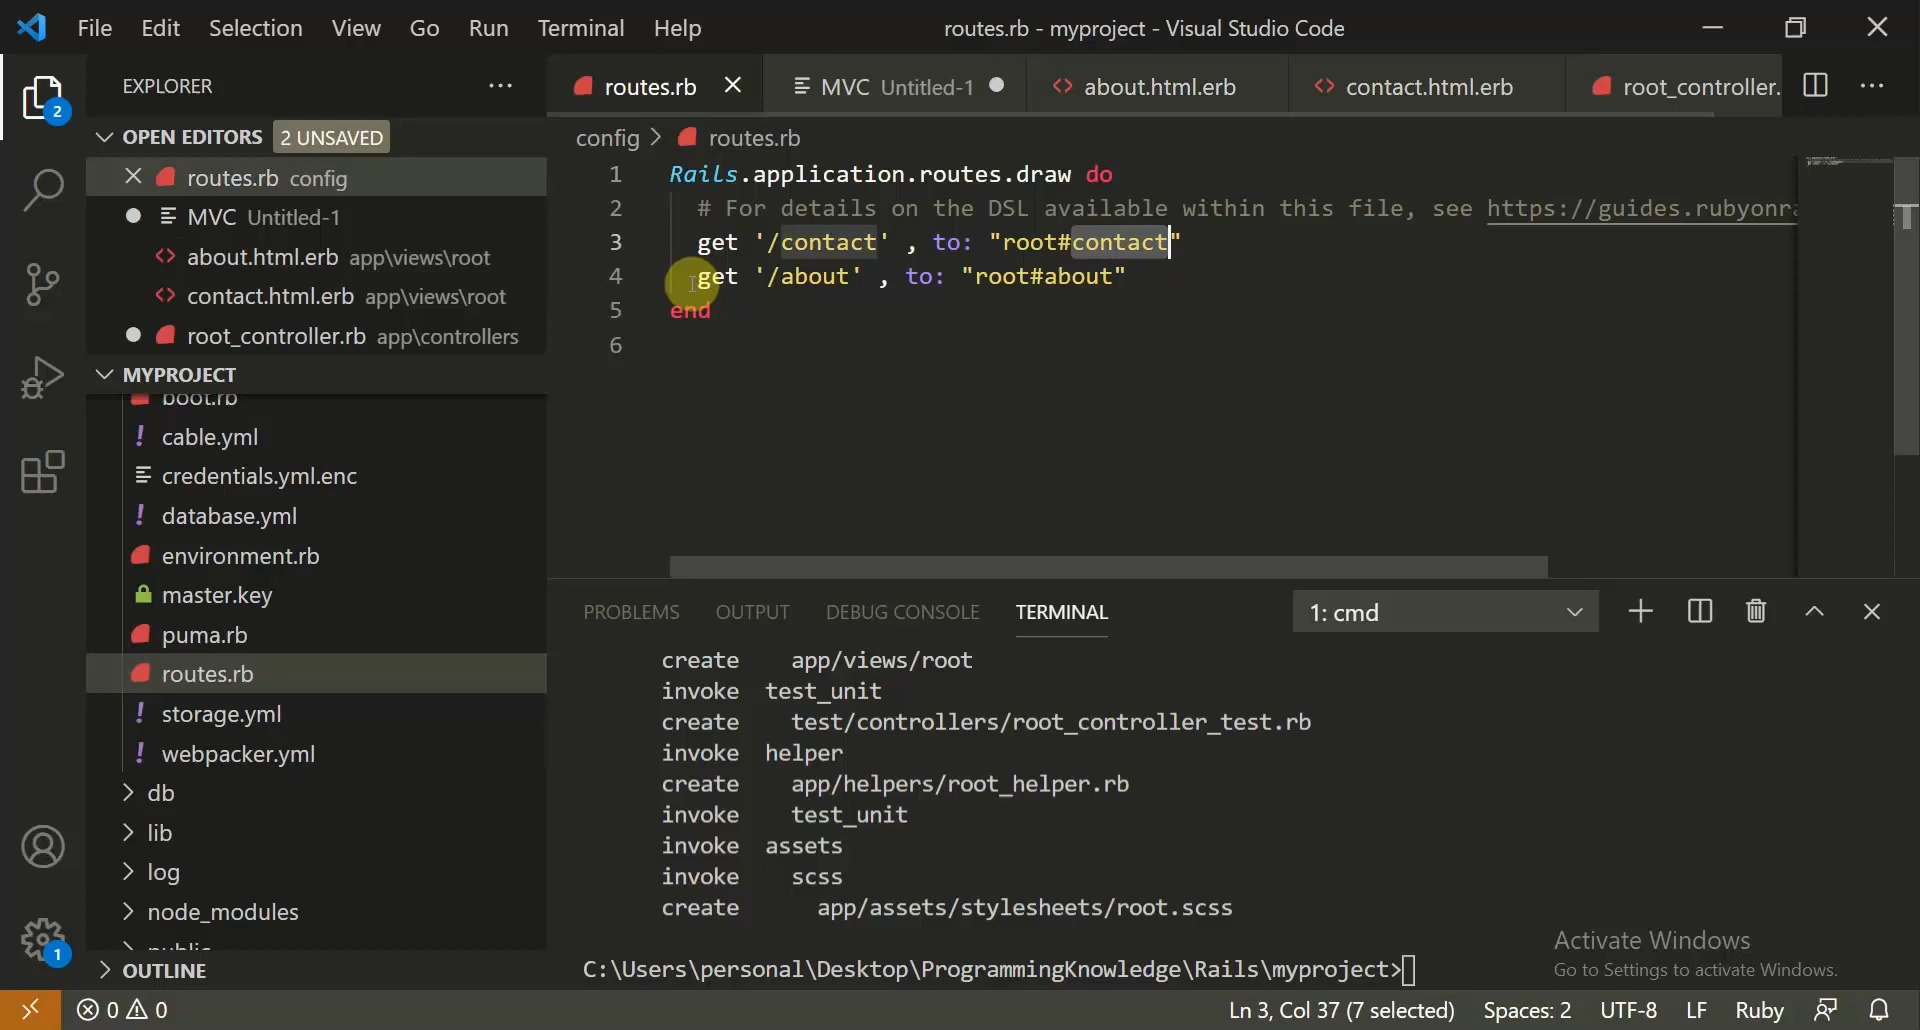 File Edit Selection View Go Run Terminal Help
routes.rb - myproject - Visual Studio Code
EXPLORER
routes.rb
MVC Untitled-1
about.html.erb
contact.html.erb
root_controller.
2
OPEN EDITORS 2 UNSAVED
routes.rb config
MVC Untitled-1
about.html.erb app\views\root
contact.html.erb app\views\root
root_controller.rb app\controllers
MYPROJECT
boot.rb
cable.yml
credentials.yml.enc
database.yml
environment.rb
master.key
puma.rb
routes.rb
storage.yml
webpacker.yml
db
lib
log
node_modules
public
OUTLINE
config > routes.rb
1 Rails.application.routes.draw do
2 # For details on the DSL available within this file, see https://guides.rubyonra
3 get '/contact' , to: "root#contact"
4 get '/about' , to: "root#about"
5 end
6
PROBLEMS OUTPUT DEBUG CONSOLE TERMINAL 1: cmd
create app/views/root
invoke test_unit
create test/controllers/root_controller_test.rb
invoke helper
create app/helpers/root_helper.rb
invoke test_unit
invoke assets
invoke scss
create app/assets/stylesheets/root.scss
C:\Users\personal\Desktop\ProgrammingKnowledge\Rails\myproject>
Activate Windows
Go to Settings to activate Windows.
1
0 0
Ln 3, Col 37 (7 selected) Spaces: 2 UTF-8 LF Ruby